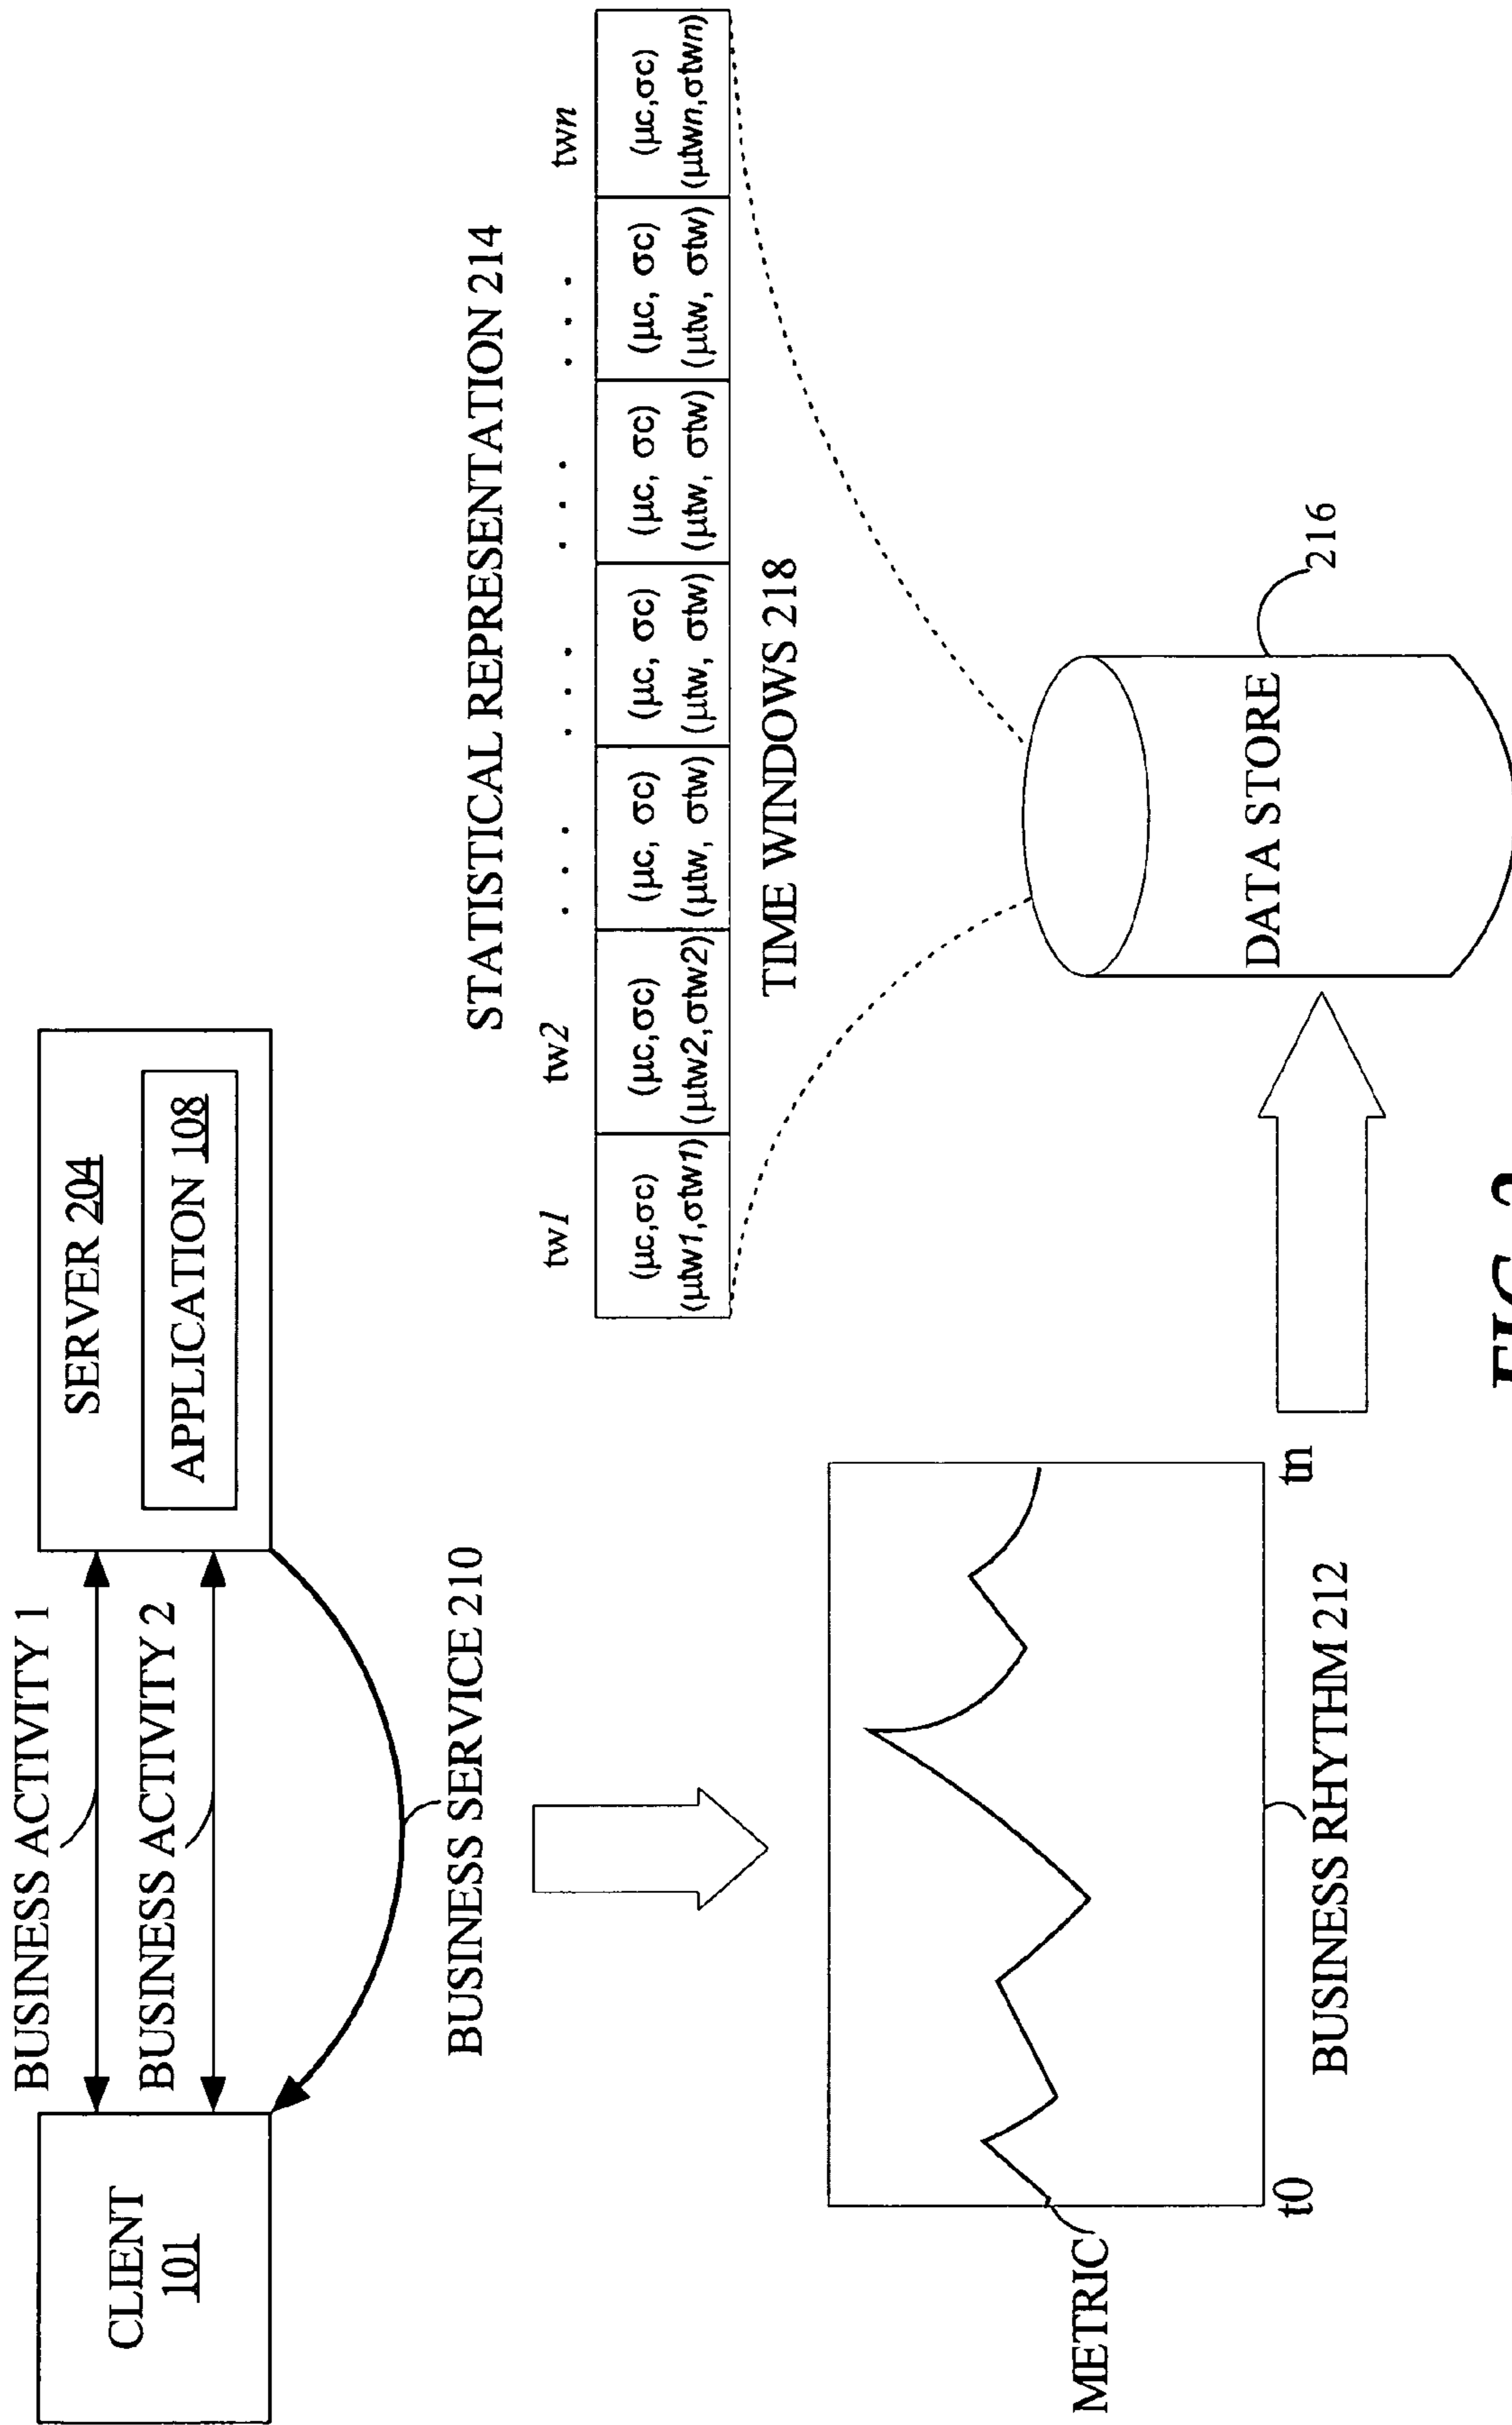 BUSINESS ACTIVITY 1
BUSINESS ACTIVITY 2
CLIENT
101
SERVER 204
APPLICATION 108
BUSINESS SERVICE 210
METRIC
t0
tn
BUSINESS RHYTHM 212
STATISTICAL REPRESENTATION 214
tw1 tw2 . . . . . . . . . . . . twn
(μc,σc) (μc,σc) (μc, σc) (μc, σc) (μc, σc) (μc, σc) (μc,σc)
(μtw1,σtw1) (μtw2,σtw2) (μtw, σtw) (μtw, σtw) (μtw, σtw) (μtw, σtw) (μtwn,σtwn)
TIME WINDOWS 218
DATA STORE
216